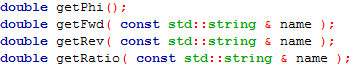 double getPhi();
double getFwd( const std::string & name );
double getRev( const std::string & name );
double getRatio( const std::string & name );